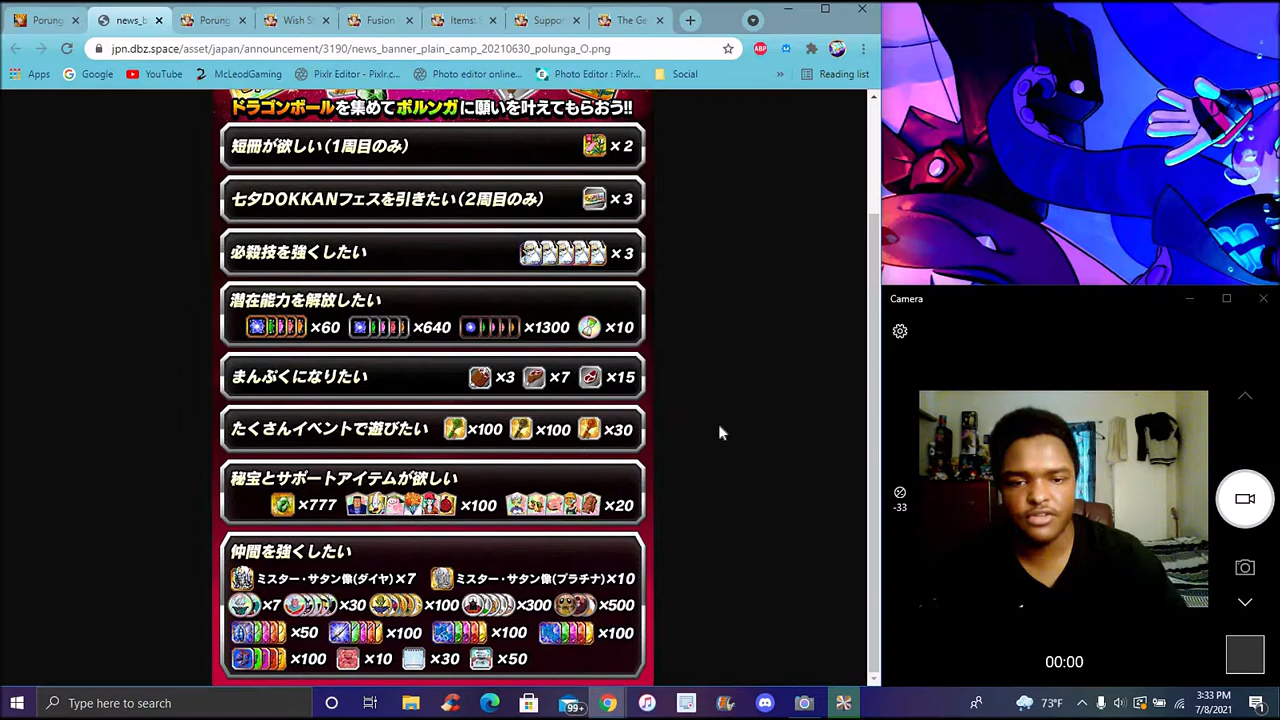 Porung
news_b
Porung
Wish S
Fusion
Items: S
Suppor
The Ge
jpn.dbz.space/asset/japan/announcement/3190/news_banner_plain_camp_20210630_polunga_O.png
ABP
Apps
Google
YouTube
McLeodGaming
Pixlr Editor - Pixlr.c...
Photo editor online...
Photo Editor : Pixlr...
Social
»
Reading list
ドラゴンボールを集めてポルンガに願いを叶えてもらおう!!
短冊が欲しい(1周目のみ) ×2
七夕DOKKANフェスを引きたい(2周目のみ) ×3
必殺技を強くしたい ×3
潜在能力を解放したい
×60 ×640 ×1300 ×10
まんぷくになりたい ×3 ×7 ×15
たくさんイベントで遊びたい ×100 ×100 ×30
秘宝とサポートアイテムが欲しい
×777 ×100 ×20
仲間を強くしたい
ミスター・サタン像(ダイヤ)×7 ミスター・サタン像(プラチナ)×10
×7 ×30 ×100 ×300 ×500
×50 ×100 ×100 ×100
×100 ×10 ×30 ×50
Camera
-33
00:00
Type here to search
99+
73°F
3:33 PM
7/8/2021
1